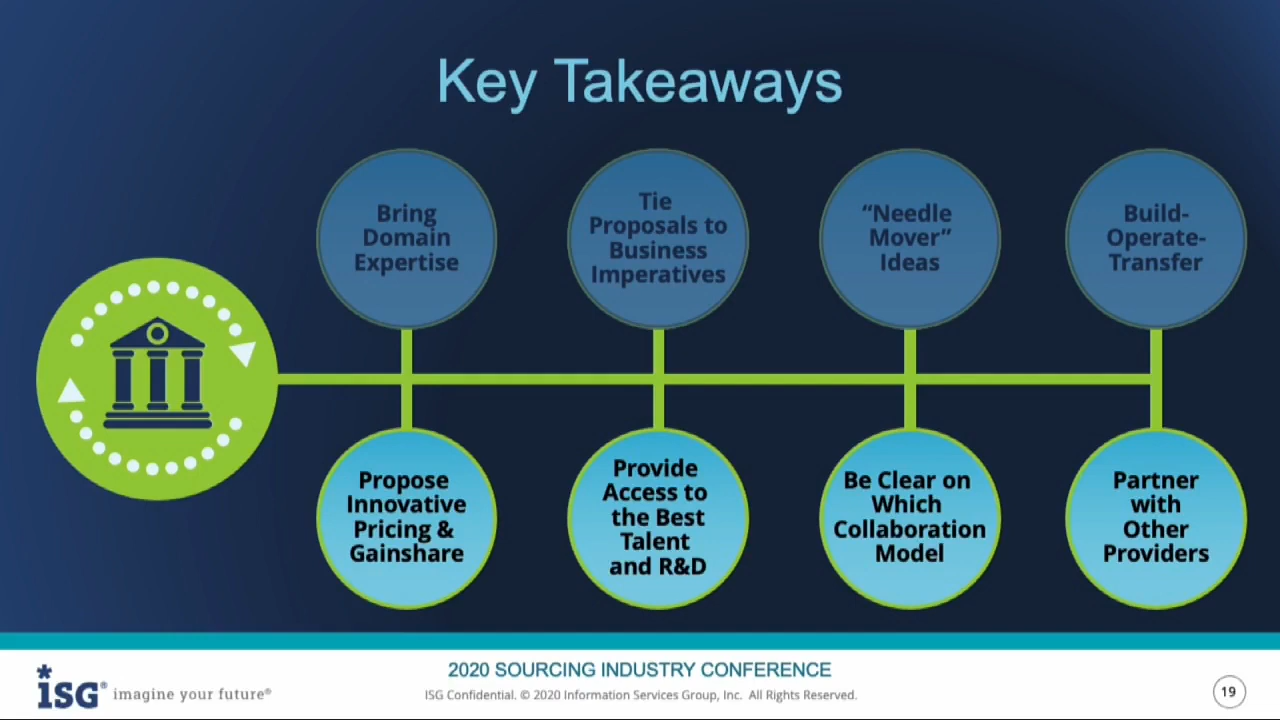 Key Takeaways
Bring
Domain
Expertise
Tie
Proposals to
Business
Imperatives
“Needle
Mover”
Ideas
Build-
Operate-
Transfer
Propose
Innovative
Pricing &
Gainshare
Provide
Access to
the Best
Talent
and R&D
Be Clear on
Which
Collaboration
Model
Partner
with
Other
Providers
2020 SOURCING INDUSTRY CONFERENCE
ISG Confidential. © 2020 Information Services Group, Inc. All Rights Reserved.
*ISG® imagine your future®
19